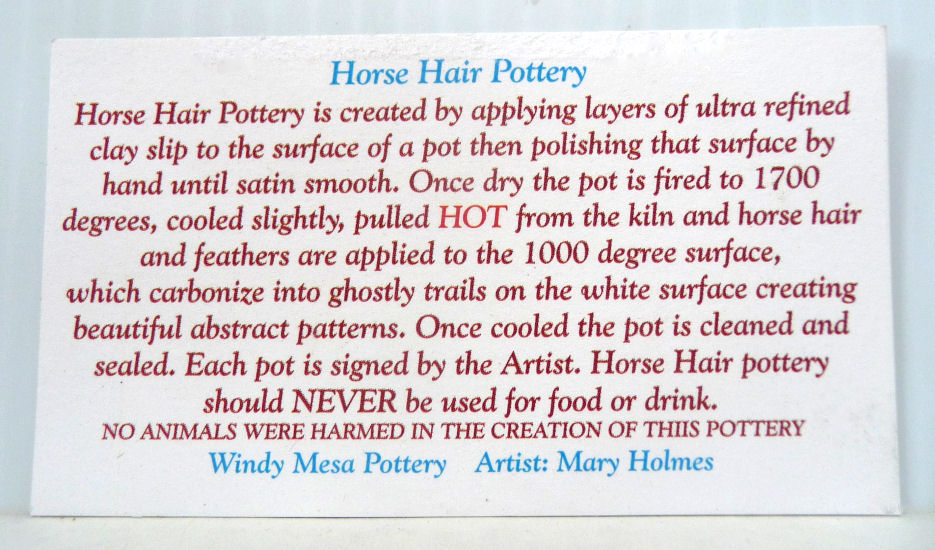 Horse Hair Pottery
Horse Hair Pottery is created by applying layers of ultra refined
clay slip to the surface of a pot then polishing that surface by
hand until satin smooth. Once dry the pot is fired to 1700
degrees, cooled slightly, pulled HOT from the kiln and horse hair
and feathers are applied to the 1000 degree surface,
which carbonize into ghostly trails on the white surface creating
beautiful abstract patterns. Once cooled the pot is cleaned and
sealed. Each pot is signed by the Artist. Horse Hair pottery
should NEVER be used for food or drink.
NO ANIMALS WERE HARMED IN THE CREATION OF THIIS POTTERY
Windy Mesa Pottery Artist: Mary Holmes